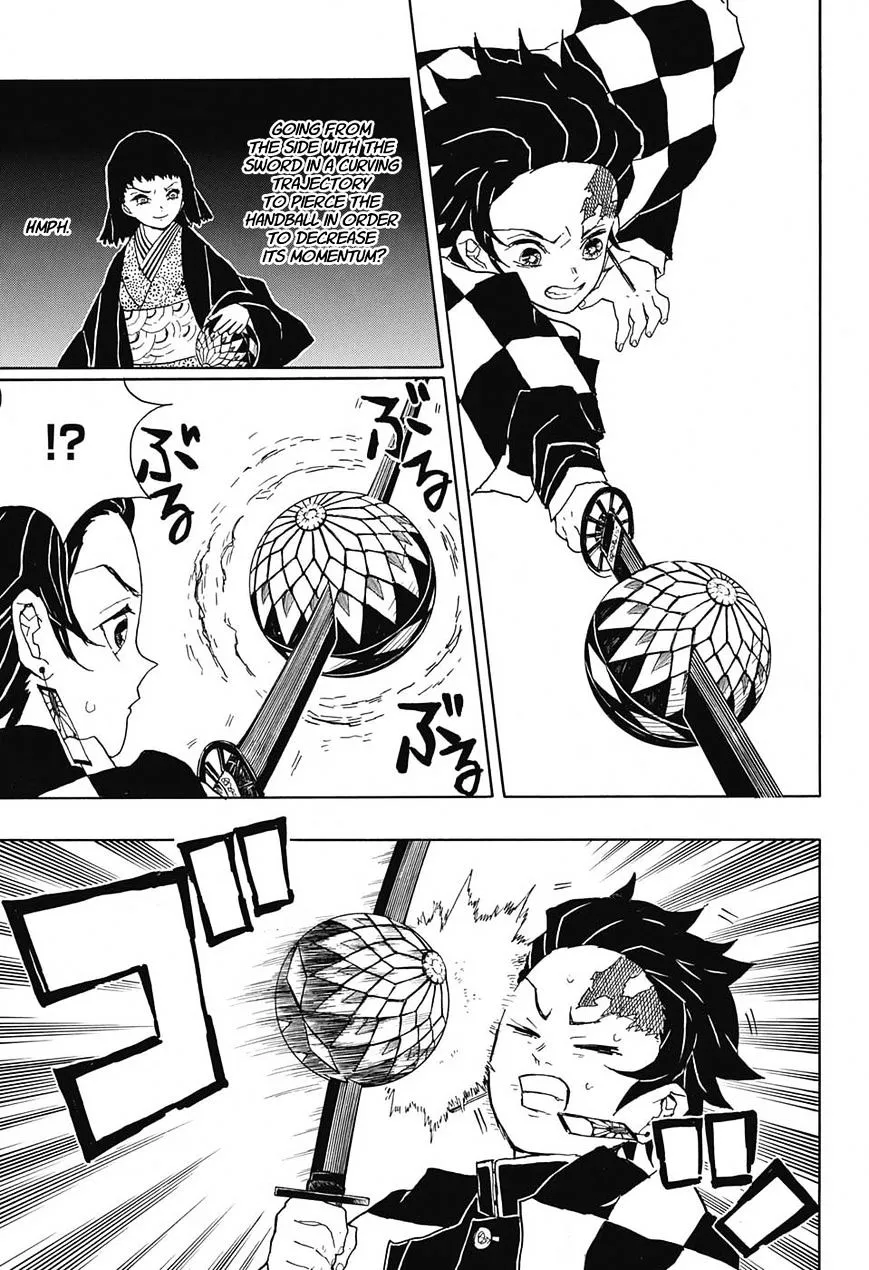 GOING FROM
THE SIDE WITH THE
SWORD IN A CURVING
TRAJECTORY
TO PIERCE THE
HANDBALL IN ORDER
TO DECREASE
ITS MOMENTUM?
HMPH.
ぶる
ぶる
ぶる
!?
ゴッ